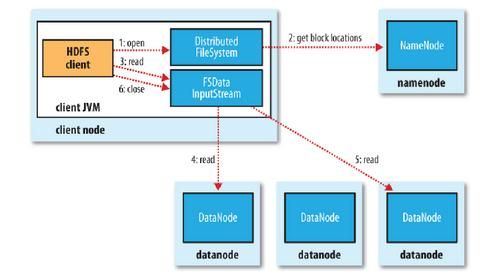 HDFS
client
1: open
3: read
6: close
Distributed
FileSystem
FSData
InputStream
2: get block locations
NameNode
namenode
client JVM
client node
4: read
5: read
DataNode
datanode
DataNode
datanode
DataNode
datanode